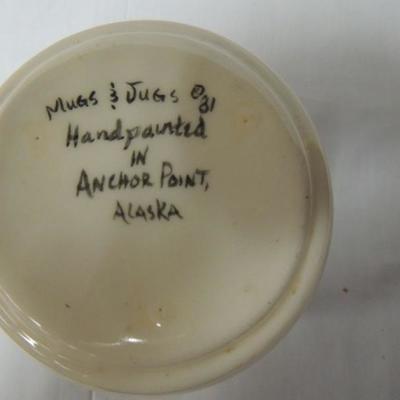 Mugs & Jugs © 81
Handpainted
IN
ANCHOR POINT,
ALASKA